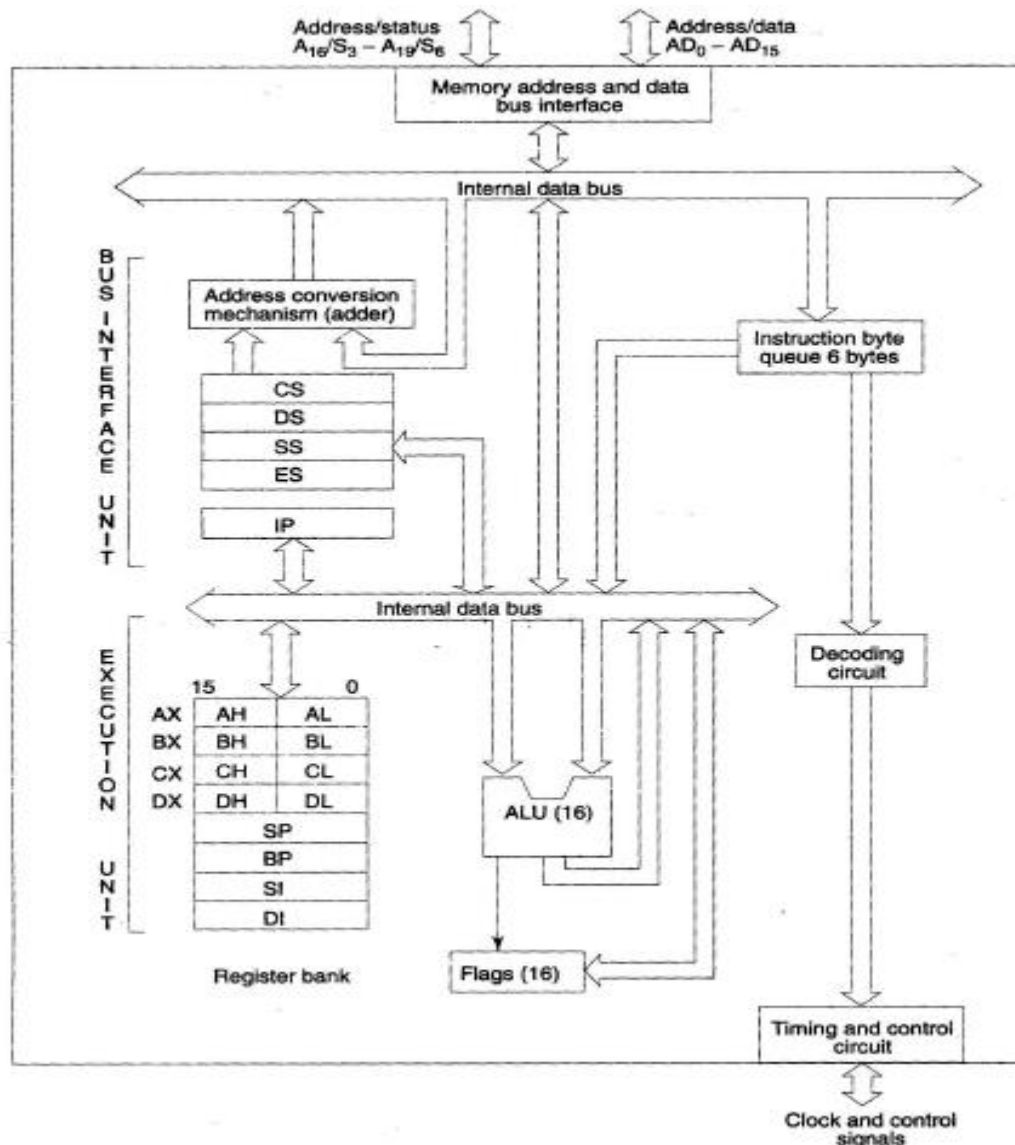 Address/status
A16/S3 – A19/S6
Address/data
AD0 – AD15
Memory address and data
bus interface
Internal data bus
BUS INTERFACE UNIT
Address conversion
mechanism (adder)
Instruction byte
queue 6 bytes
CS
DS
SS
ES
IP
Internal data bus
EXECUTION UNIT
Decoding
circuit
15 0
AX AH AL
BX BH BL
CX CH CL
DX DH DL
SP
BP
SI
DI
ALU (16)
Register bank
Flags (16)
Timing and control
circuit
Clock and control
signals